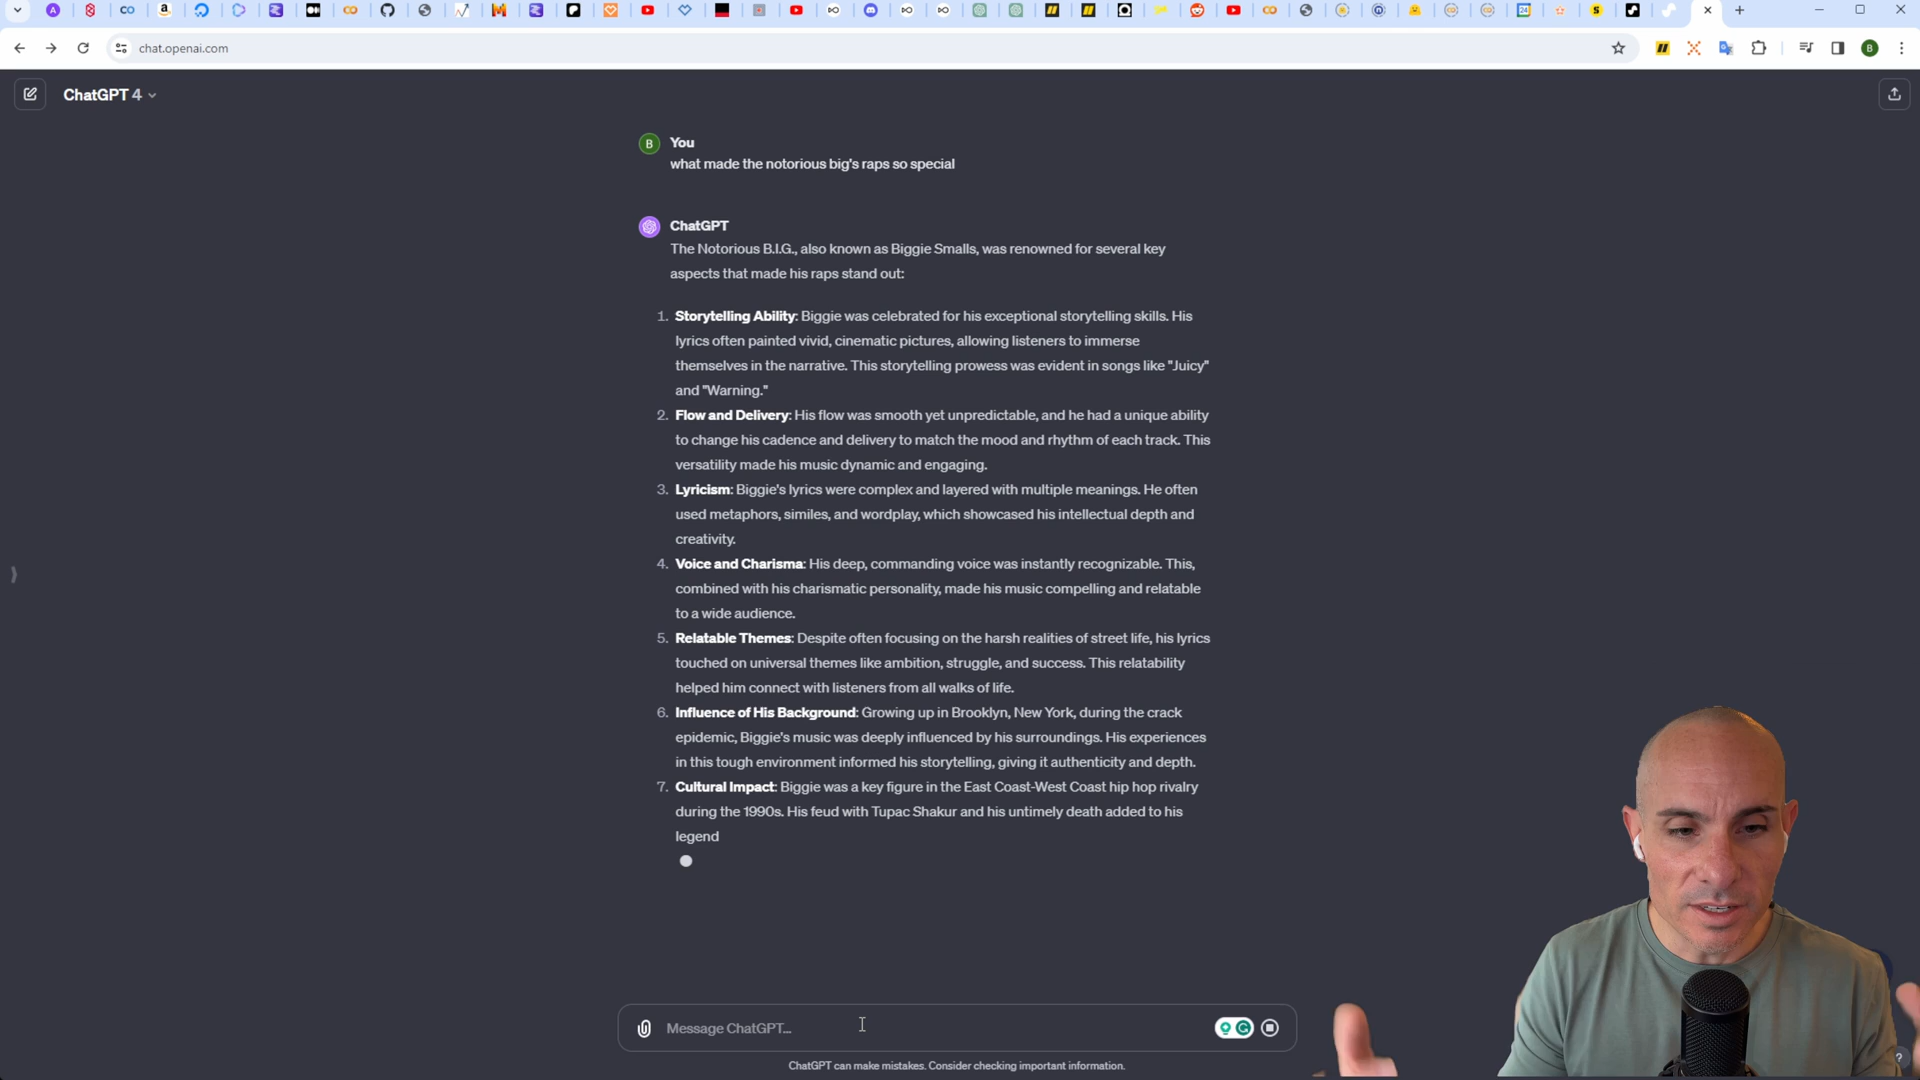 chat.openai.com
B
ChatGPT 4
B
You
what made the notorious big's raps so special
ChatGPT
The Notorious B.I.G., also known as Biggie Smalls, was renowned for several key
aspects that made his raps stand out:
1. Storytelling Ability: Biggie was celebrated for his exceptional storytelling skills. His
lyrics often painted vivid, cinematic pictures, allowing listeners to immerse
themselves in the narrative. This storytelling prowess was evident in songs like "Juicy"
and "Warning."
2. Flow and Delivery: His flow was smooth yet unpredictable, and he had a unique ability
to change his cadence and delivery to match the mood and rhythm of each track. This
versatility made his music dynamic and engaging.
3. Lyricism: Biggie's lyrics were complex and layered with multiple meanings. He often
used metaphors, similes, and wordplay, which showcased his intellectual depth and
creativity.
4. Voice and Charisma: His deep, commanding voice was instantly recognizable. This,
combined with his charismatic personality, made his music compelling and relatable
to a wide audience.
5. Relatable Themes: Despite often focusing on the harsh realities of street life, his lyrics
touched on universal themes like ambition, struggle, and success. This relatability
helped him connect with listeners from all walks of life.
6. Influence of His Background: Growing up in Brooklyn, New York, during the crack
epidemic, Biggie's music was deeply influenced by his surroundings. His experiences
in this tough environment informed his storytelling, giving it authenticity and depth.
7. Cultural Impact: Biggie was a key figure in the East Coast-West Coast hip hop rivalry
during the 1990s. His feud with Tupac Shakur and his untimely death added to his
legend
Message ChatGPT...
ChatGPT can make mistakes. Consider checking important information.
?